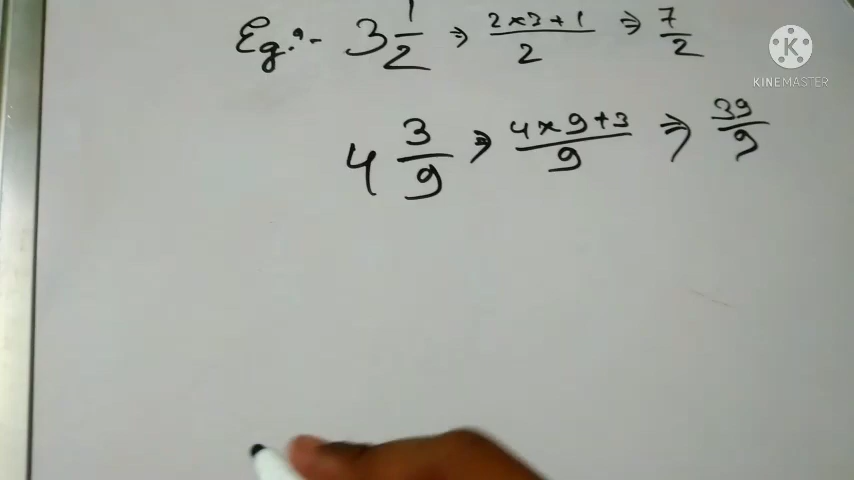 Eg:- 3 1/2 ⇒ 2×3+1/2 ⇒ 7/2
K
KINEMASTER
4 3/9 ⇒ 4×9+3/9 ⇒ 39/9